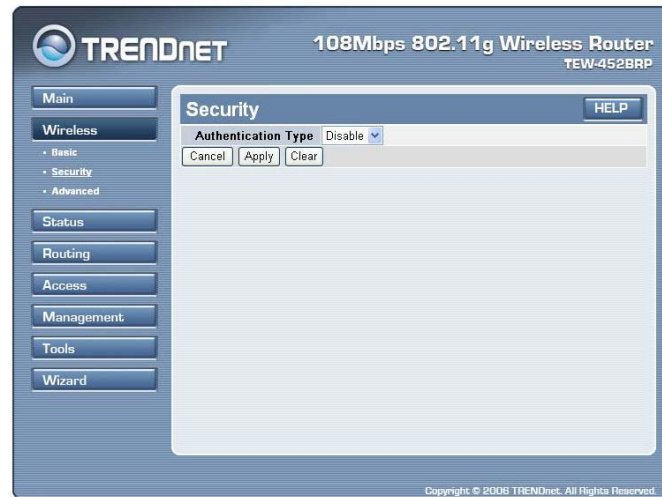 TRENDNET
108Mbps 802.11g Wireless Router
TEW-452BRP
Main
Wireless
• Basic
• Security
• Advanced
Status
Routing
Access
Management
Tools
Wizard
Security
HELP
Authentication Type Disable
Cancel Apply Clear
Copyright © 2006 TRENDnet. All Rights Reserved.